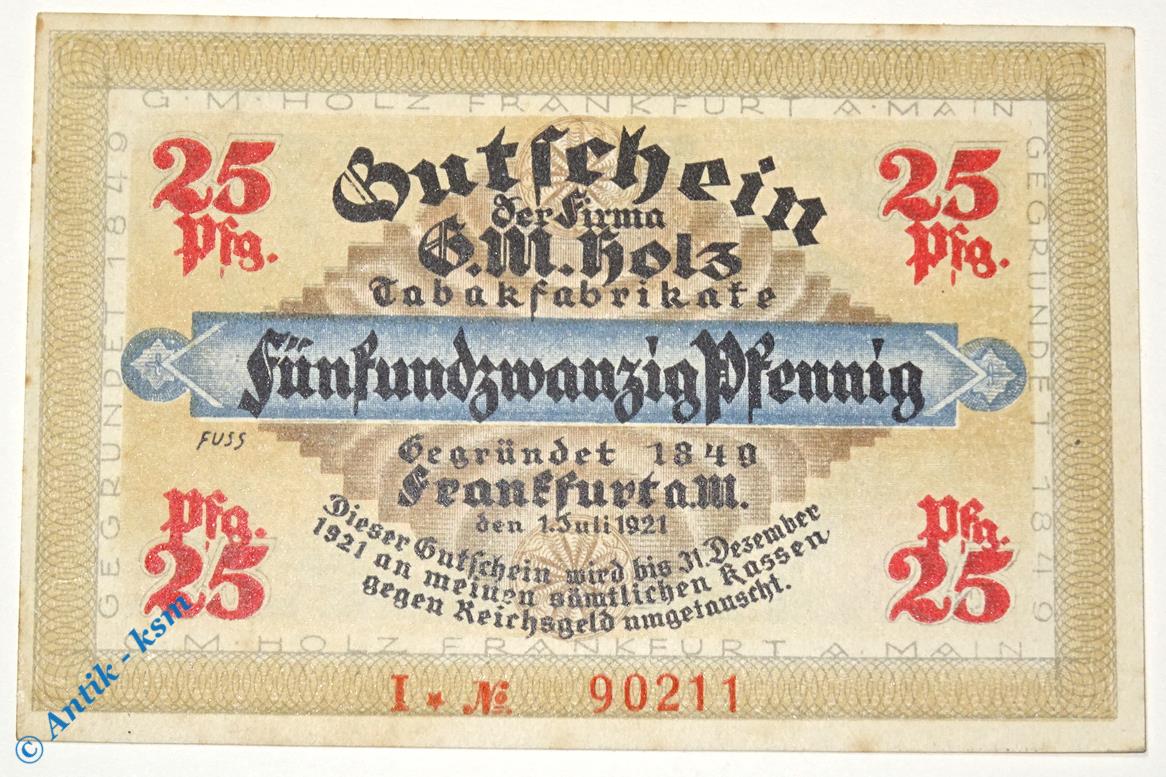 G·M·HOLZ FRANKFURT A·MAIN
25 Pfg.
25 Pfg.
GEGRÜNDET 1849
GEGRÜNDET 1849
Gutschein
der Firma
G.M.Holz
Tabakfabrikate
Fünfundzwanzig Pfennig
FUSS
Gegründet 1849
Frankfurt a.M.
den 1.Juli 1921
Dieser Gutschein wird bis 31. Dezember
1921 an meinen sämtlichen Kassen
gegen Reichsgeld umgetauscht.
Pfg. 25
Pfg. 25
G·M·HOLZ FRANKFURT A·MAIN
I * № 90211
© Antik - ksm